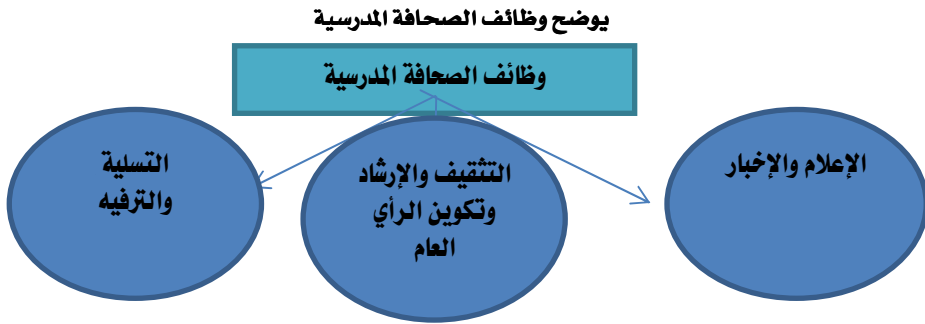 يوضح وظائف الصحافة المدرسية
وظائف الصحافة المدرسية
الإعلام والإخبار
التثقيف والإرشاد
وتكوين الرأي
العام
التسلية
والترفيه